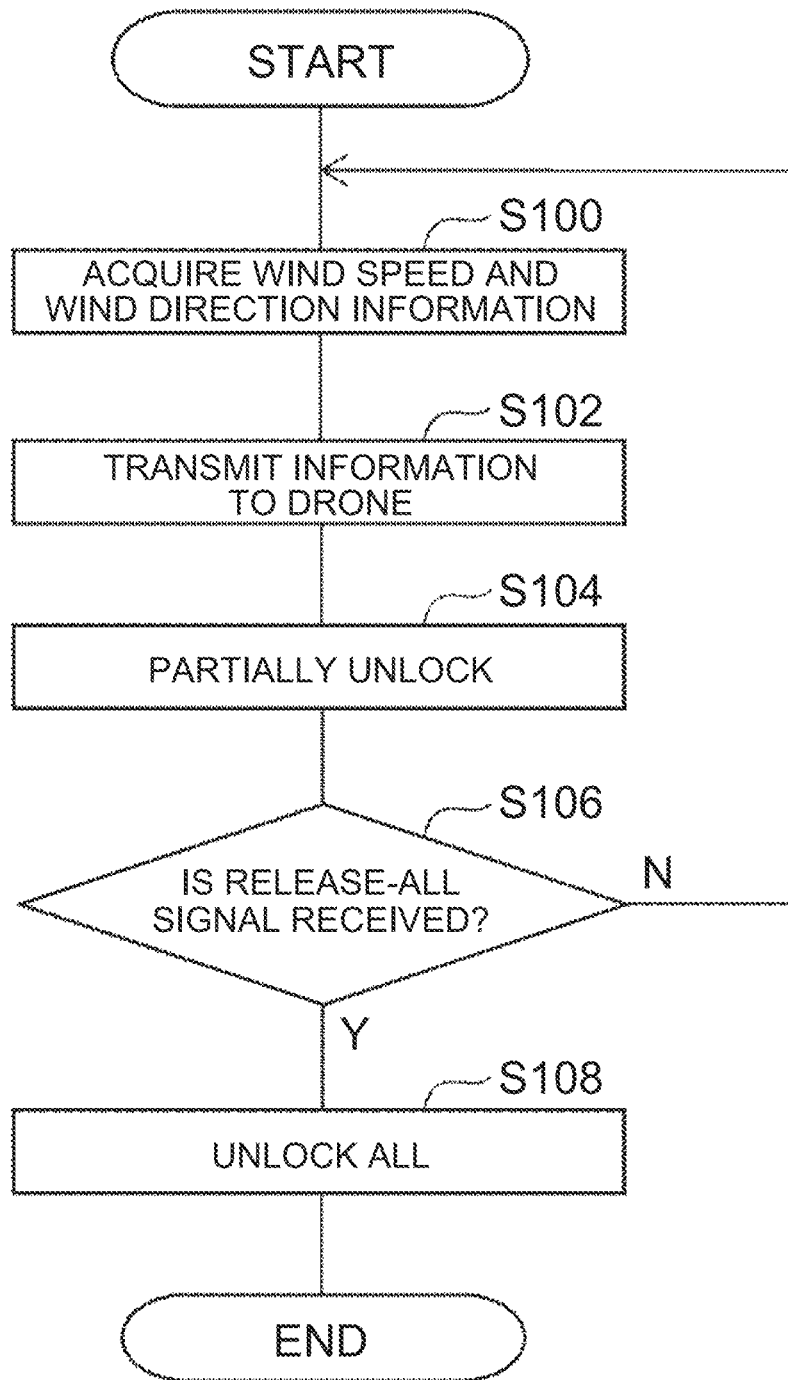 START
S100
ACQUIRE WIND SPEED AND
WIND DIRECTION INFORMATION
S102
TRANSMIT INFORMATION
TO DRONE
S104
PARTIALLY UNLOCK
S106
IS RELEASE-ALL
SIGNAL RECEIVED?
N
Y
S108
UNLOCK ALL
END